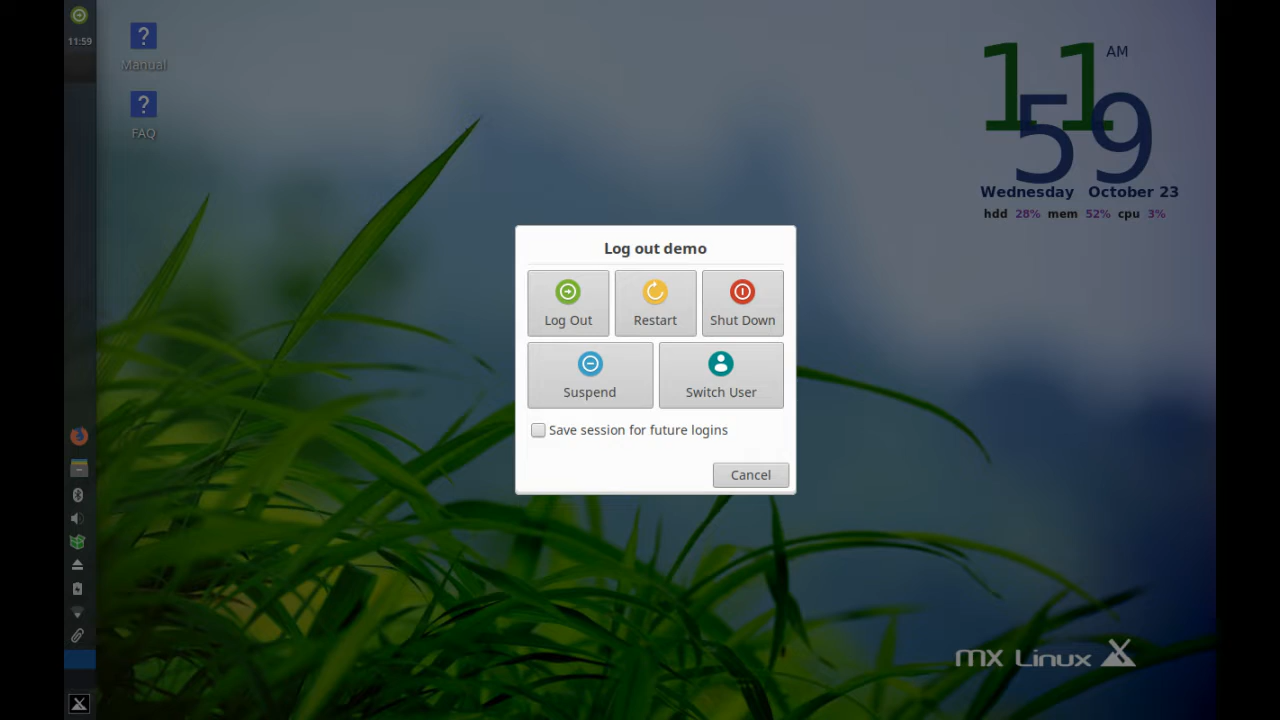 11:59
Manual
FAQ
11 AM
59
Wednesday October 23
hdd 28% mem 52% cpu 3%
Log out demo
Log Out Restart Shut Down
Suspend Switch User
Save session for future logins
Cancel
MX Linux